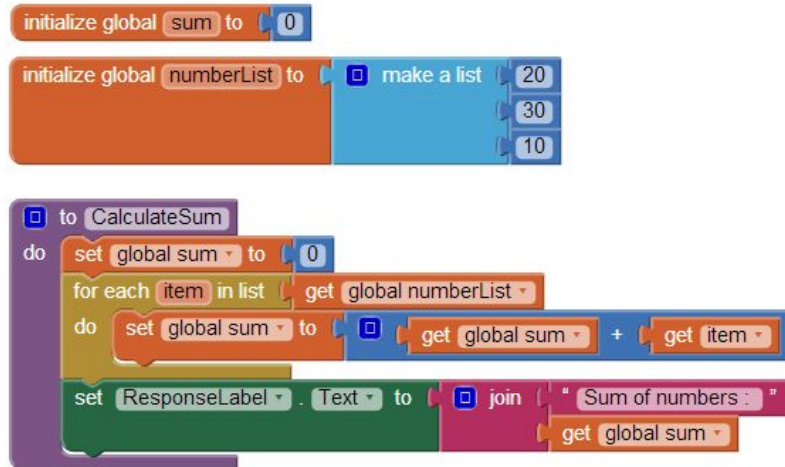 initialize global sum to 0
initialize global numberList to make a list 20
30
10
to CalculateSum
do set global sum to 0
for each item in list get global numberList
do set global sum to get global sum + get item
set ResponseLabel . Text to join " Sum of numbers : "
get global sum